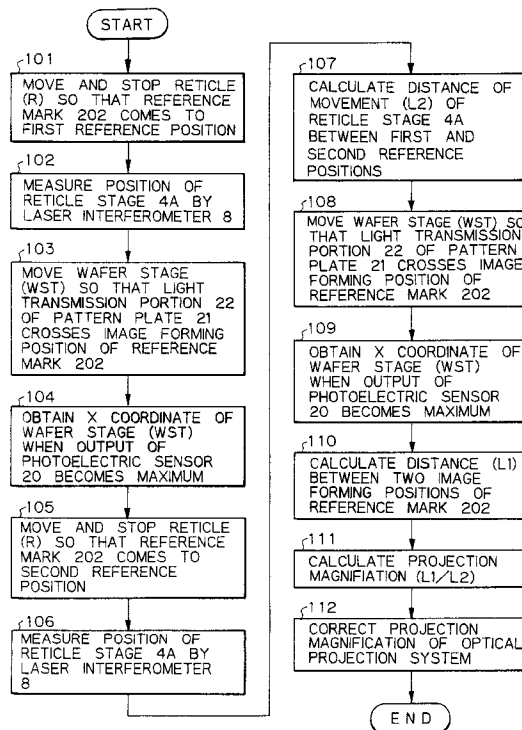 START
101
MOVE AND STOP RETICLE
(R) SO THAT REFERENCE
MARK 202 COMES TO
FIRST REFERENCE POSITION
102
MEASURE POSITION OF
RETICLE STAGE 4A BY
LASER INTERFEROMETER 8
103
MOVE WAFER STAGE
(WST) SO THAT LIGHT
TRANSMISSION PORTION 22
OF PATTERN PLATE 21
CROSSES IMAGE FORMING
POSITION OF REFERENCE
MARK 202
104
OBTAIN X COORDINATE OF
WAFER STAGE (WST)
WHEN OUTPUT OF
PHOTOELECTRIC SENSOR
20 BECOMES MAXIMUM
105
MOVE AND STOP RETICLE
(R) SO THAT REFERENCE
MARK 202 COMES TO
SECOND REFERENCE
POSITION
106
MEASURE POSITION OF
RETICLE STAGE 4A BY
LASER INTERFEROMETER
8
107
CALCULATE DISTANCE OF
MOVEMENT (L2) OF
RETICLE STAGE 4A
BETWEEN FIRST AND
SECOND REFERENCE
POSITIONS
108
MOVE WAFER STAGE (WST) SO
THAT LIGHT TRANSMISSION
PORTION 22 OF PATTERN
PLATE 21 CROSSES IMAGE
FORMING POSITION OF
REFERENCE MARK 202
109
OBTAIN X COORDINATE OF
WAFER STAGE (WST)
WHEN OUTPUT OF
PHOTOELECTRIC SENSOR
20 BECOMES MAXIMUM
110
CALCULATE DISTANCE (L1)
BETWEEN TWO IMAGE
FORMING POSITIONS OF
REFERENCE MARK 202
111
CALCULATE PROJECTION
MAGNIFIATION (L1/L2)
112
CORRECT PROJECTION
MAGNIFICATION OF OPTICAL
PROJECTION SYSTEM
END